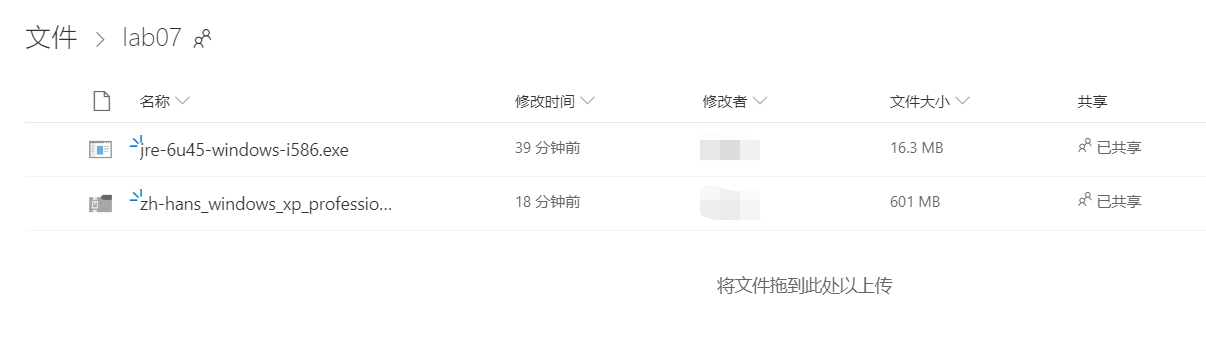 文件 > lab07
名称 修改时间 修改者 文件大小 共享
jre-6u45-windows-i586.exe 39 分钟前 16.3 MB 已共享
zh-hans_windows_xp_professio... 18 分钟前 601 MB 已共享
将文件拖到此处以上传